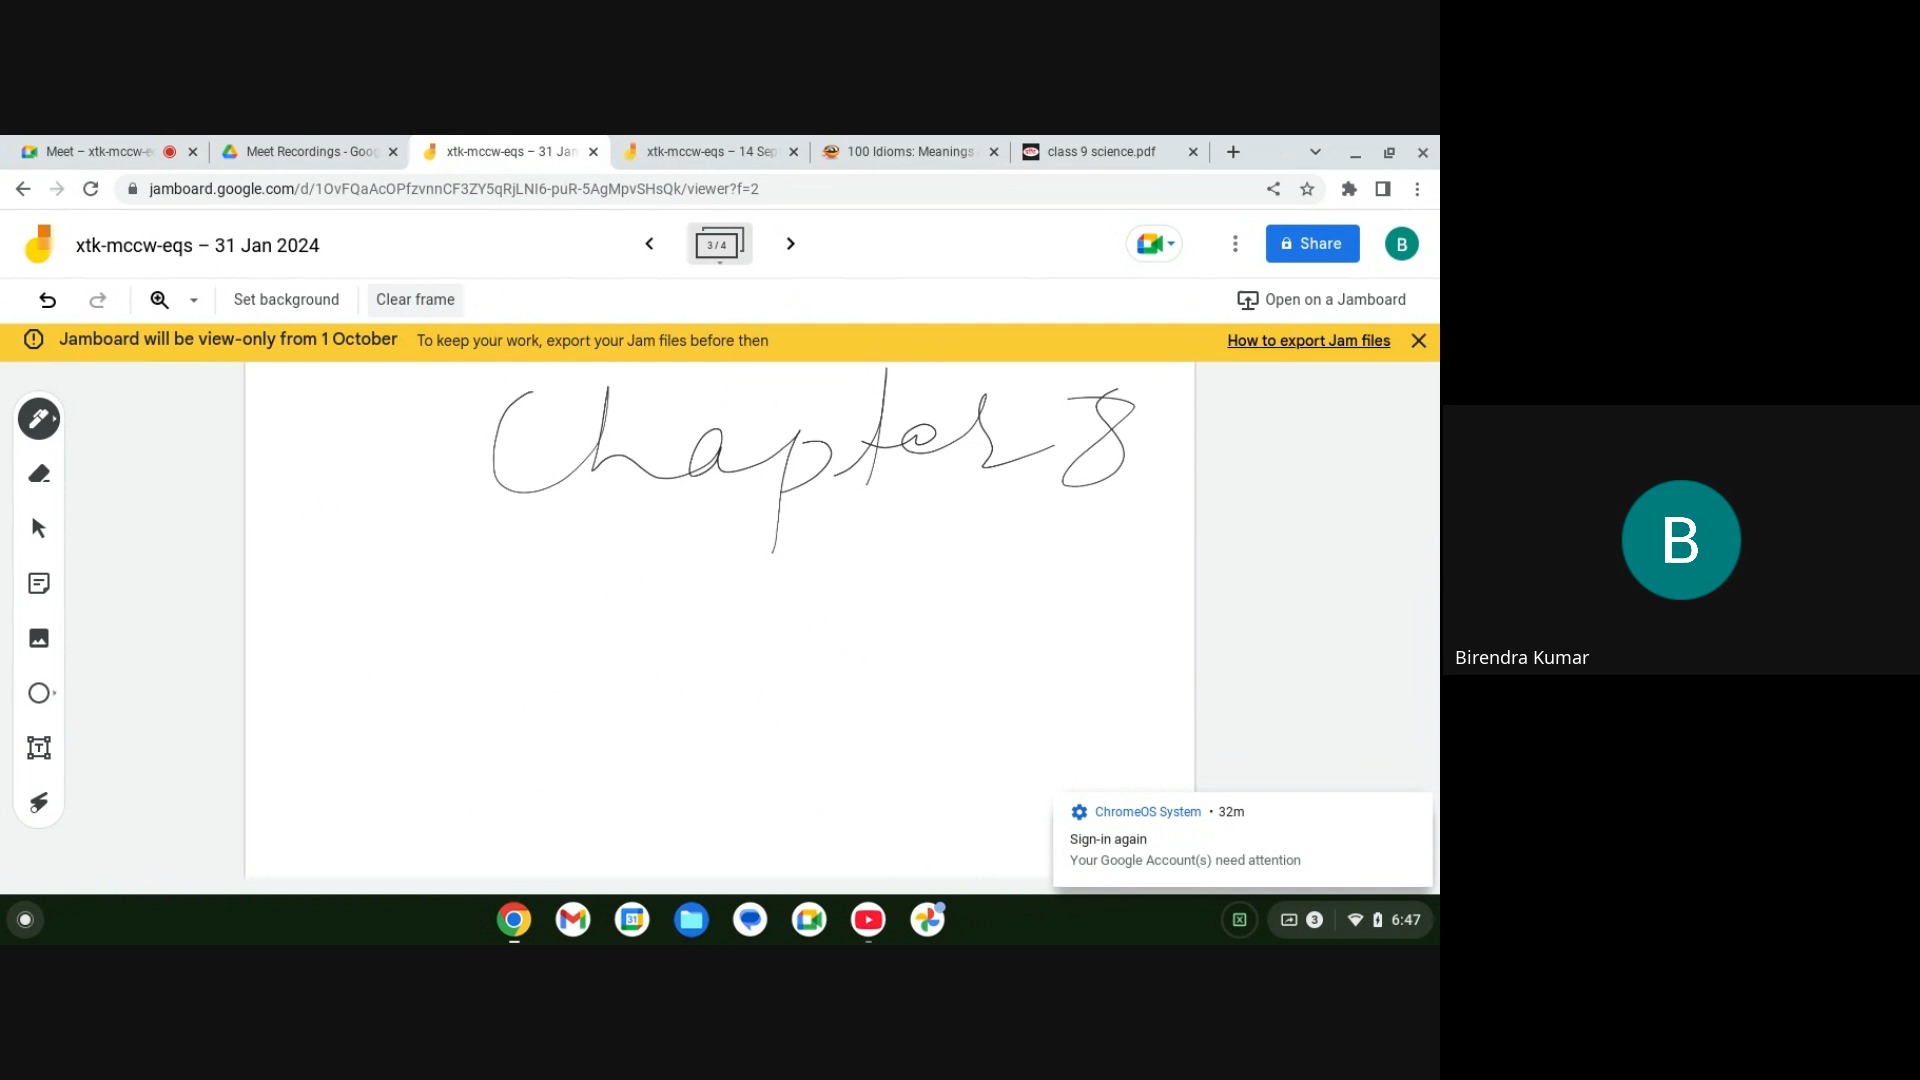 Meet – xtk-mccw-e
Meet Recordings - Goog
xtk-mccw-eqs – 31 Jan
xtk-mccw-eqs – 14 Sep
100 Idioms: Meanings
class 9 science.pdf
jamboard.google.com/d/1OvFQaAcOPfzvnnCF3ZY5qRjLNI6-puR-5AgMpvSHsQk/viewer?f=2
xtk-mccw-eqs – 31 Jan 2024
3 / 4
Share
B
Set background
Clear frame
Open on a Jamboard
Jamboard will be view-only from 1 October
To keep your work, export your Jam files before then
How to export Jam files
Chapter 8
B
Birendra Kumar
ChromeOS System • 32m
Sign-in again
Your Google Account(s) need attention
31
3
6:47